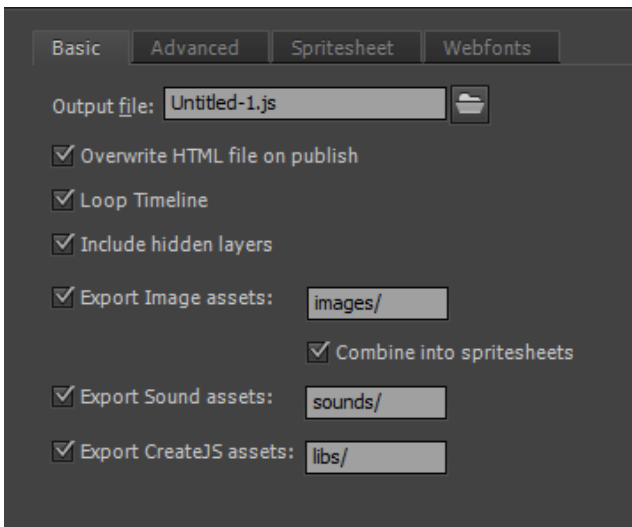 Basic Advanced Spritesheet Webfonts
Output file: Untitled-1.js
Overwrite HTML file on publish
Loop Timeline
Include hidden layers
Export Image assets: images/
Combine into spritesheets
Export Sound assets: sounds/
Export CreateJS assets: libs/